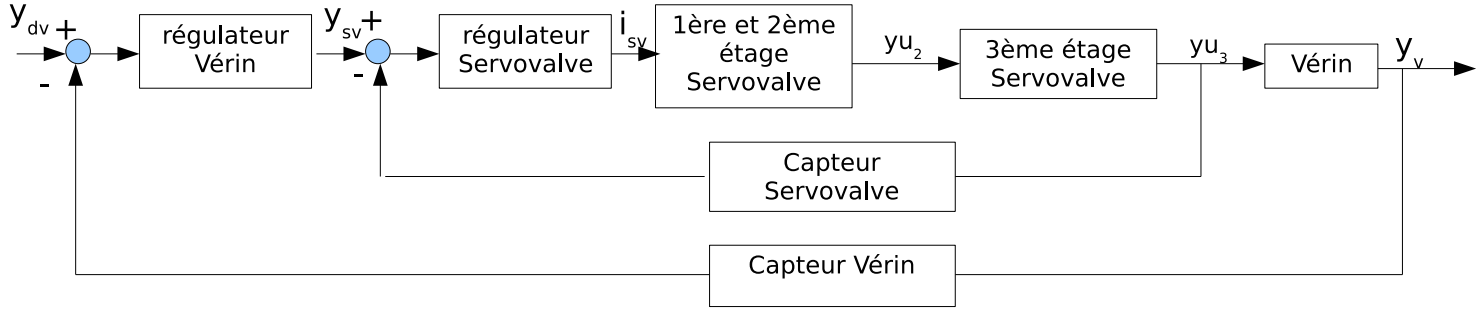 y dv +
-
régulateur
Vérin
y sv +
-
régulateur
Servovalve
i sv
1ère et 2ème
étage
Servovalve
yu 2
3ème étage
Servovalve
yu 3
Vérin
y v
Capteur
Servovalve
Capteur Vérin